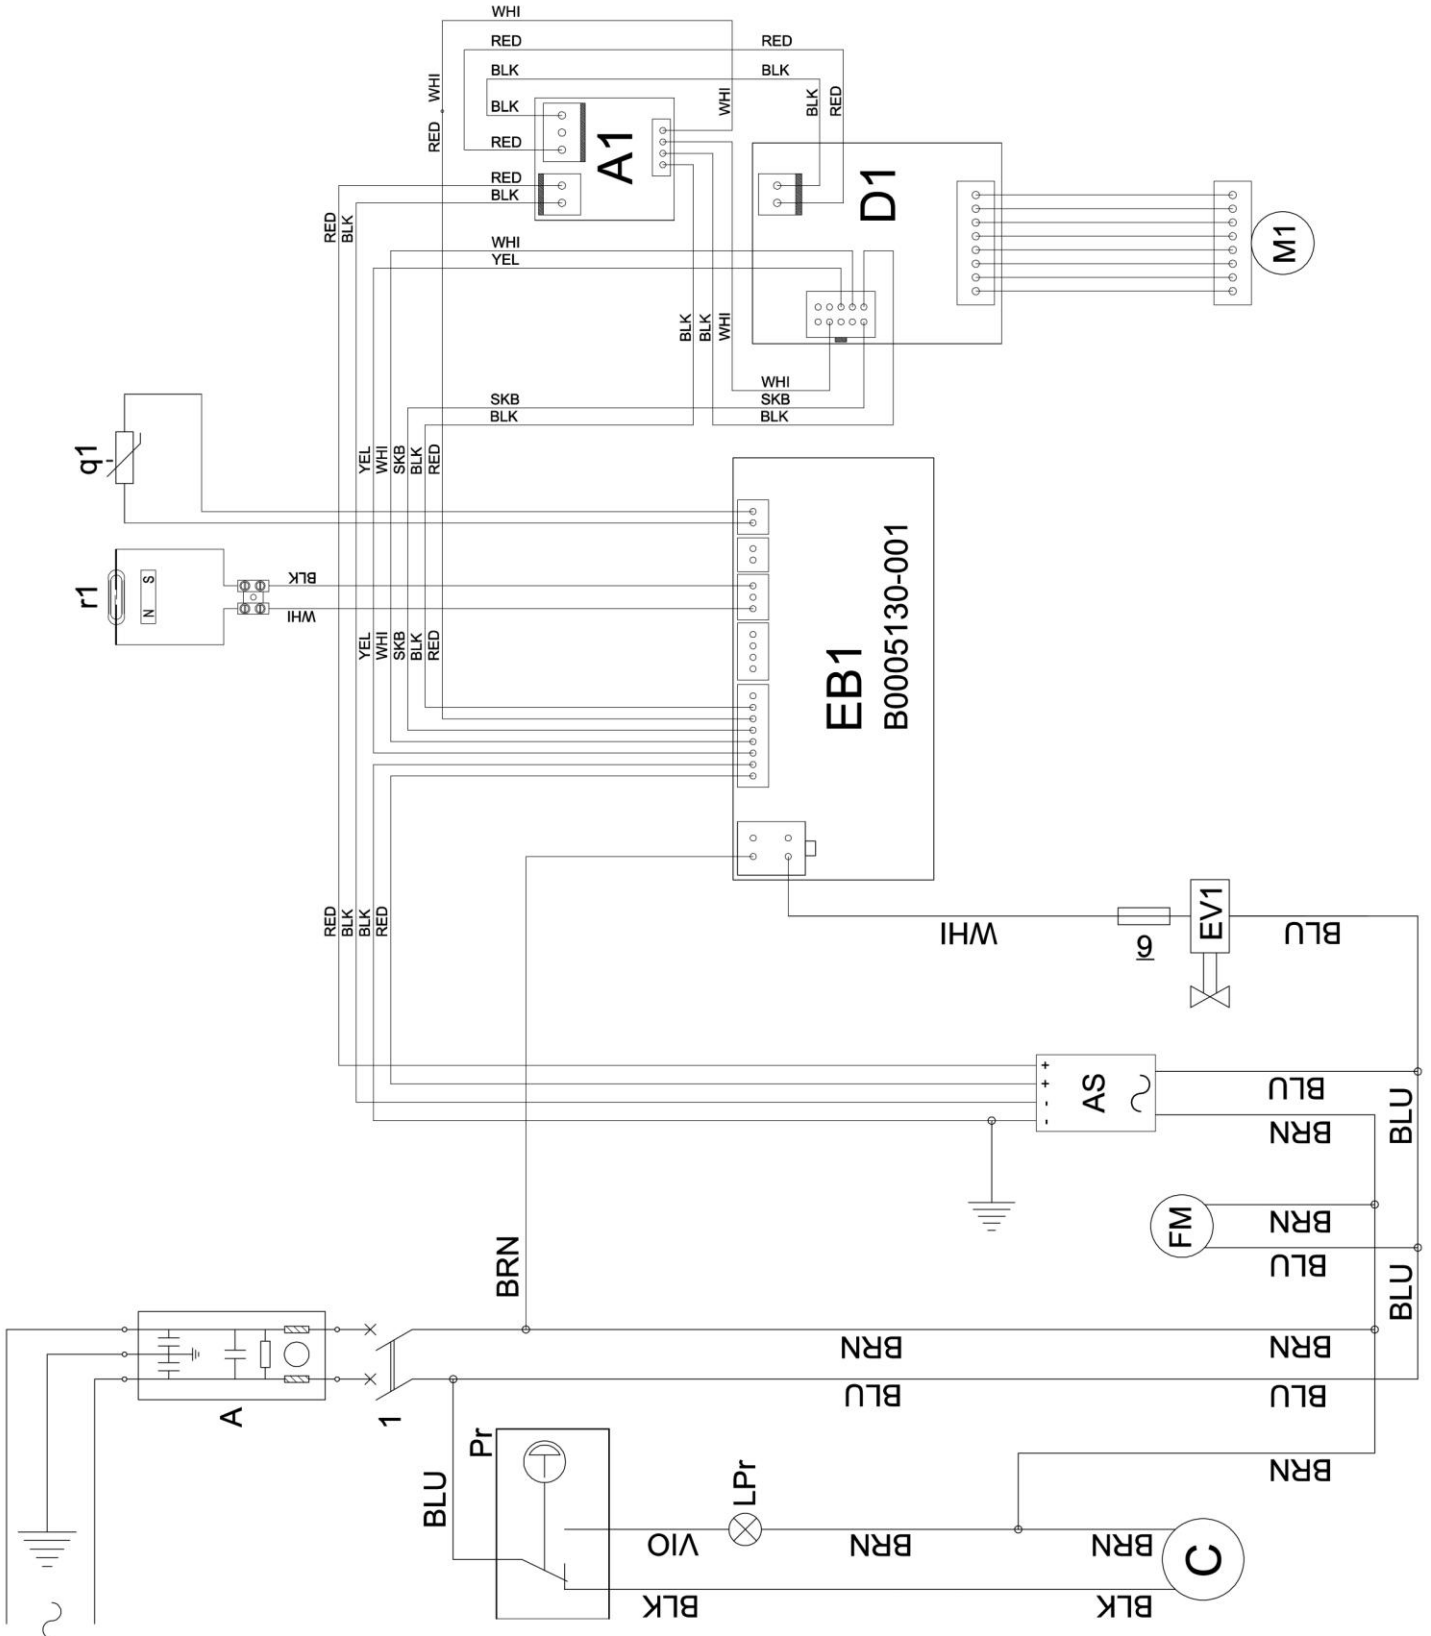 WHI
RED
RED
BLK
BLK
WHI
BLK
RED
WHI
BLK
RED
RED
RED
BLK
A1
D1
M1
RED
BLK
WHI
YEL
BLK
BLK
WHI
WHI
SKB
SKB
BLK
BLK
q1
YEL
WHI
SKB
BLK
RED
r1
N S
BLK
WHI
YEL
WHI
SKB
BLK
RED
EB1
B0005130-001
RED
BLK
BLK
RED
WHI
9
EV1
BLU
+
+
-
-
AS
BLU
BRN
BLU
FM
BRN
BLU
BLU
BRN
A
1
BRN
BRN
BLU
BLU
BLU
Pr
LPr
BRN
VIO
BRN
BRN
C
BLK
BLK